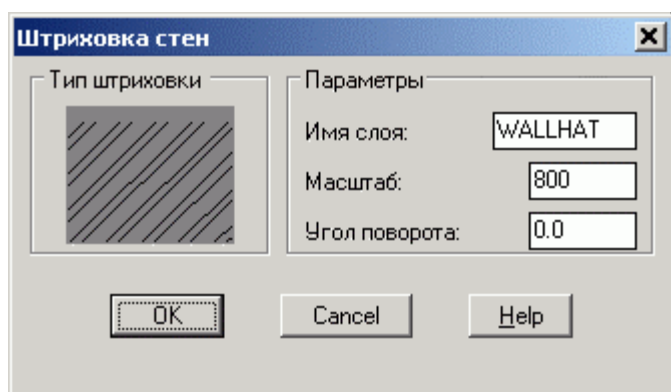 Штриховка стен
Тип штриховки
Параметры
Имя слоя: WALLHAT
Масштаб: 800
Угол поворота: 0.0
OK Cancel Help